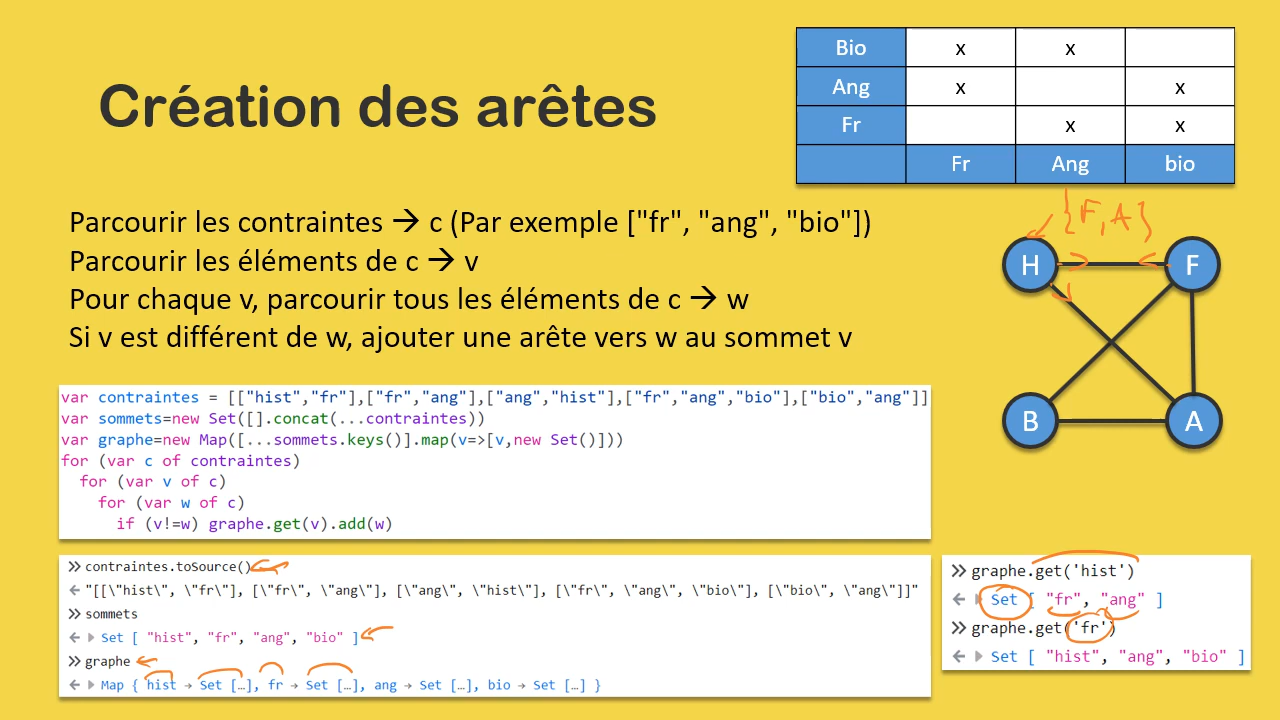 Création des arêtes
Bio x x
Ang x x
Fr x x
Fr Ang bio
Parcourir les contraintes → c (Par exemple ["fr", "ang", "bio"])
Parcourir les éléments de c → v
Pour chaque v, parcourir tous les éléments de c → w
Si v est différent de w, ajouter une arête vers w au sommet v
{F, A}
H F
B A
var contraintes = [["hist","fr"],["fr","ang"],["ang","hist"],["fr","ang","bio"],["bio","ang"]]
var sommets=new Set([].concat(...contraintes))
var graphe=new Map([...sommets.keys()].map(v=>[v,new Set()]))
for (var c of contraintes)
for (var v of c)
for (var w of c)
if (v!=w) graphe.get(v).add(w)
>> contraintes.toSource()
← "[[\"hist\", \"fr\"], [\"fr\", \"ang\"], [\"ang\", \"hist\"], [\"fr\", \"ang\", \"bio\"], [\"bio\", \"ang\"]]"
>> sommets
← ▶ Set [ "hist", "fr", "ang", "bio" ]
>> graphe
← ▶ Map { hist → Set […], fr → Set […], ang → Set […], bio → Set […] }
>> graphe.get('hist')
← ▶ Set [ "fr", "ang" ]
>> graphe.get('fr')
← ▶ Set [ "hist", "ang", "bio" ]